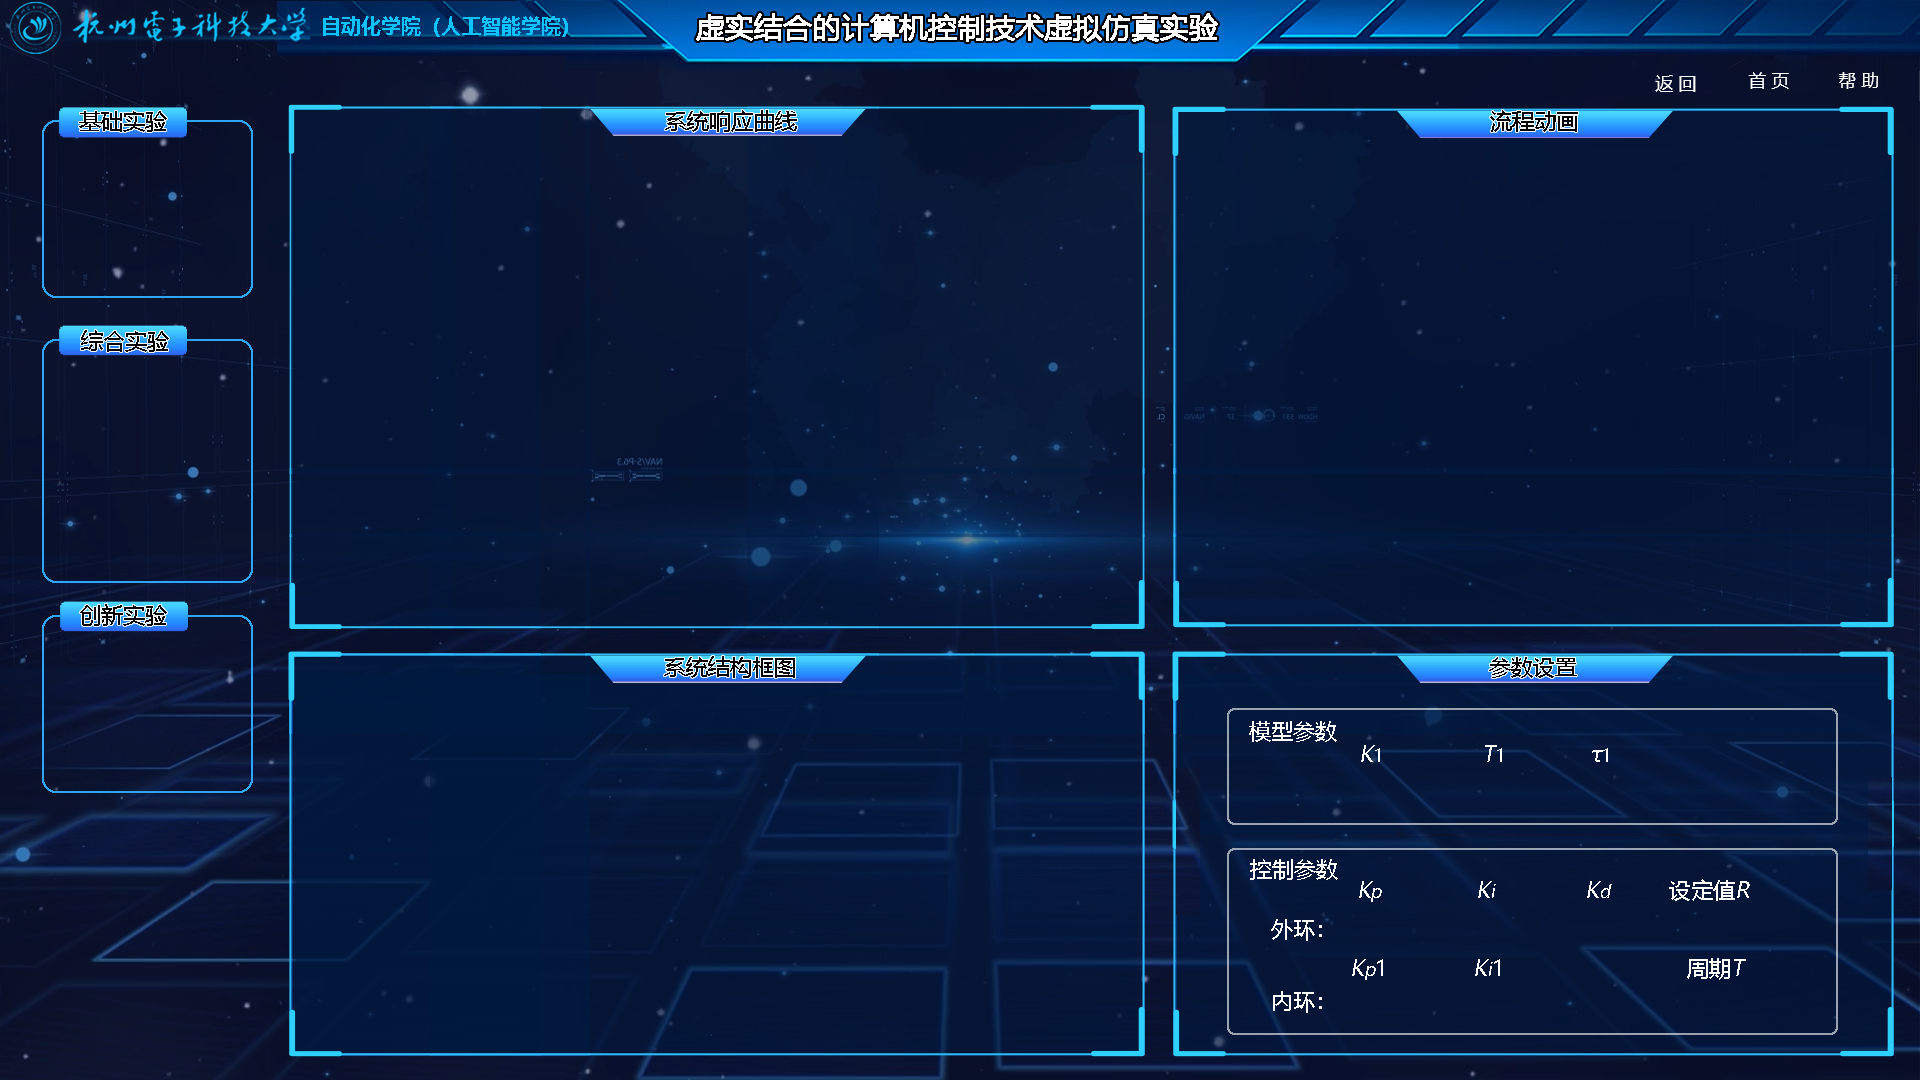 杭州电子科技大学 自动化学院（人工智能学院） 虚实结合的计算机控制技术虚拟仿真实验
返回 首页 帮助
基础实验
综合实验
创新实验
系统响应曲线
流程动画
系统结构框图
参数设置
模型参数
K1 T1 τ1
控制参数
Kp Ki Kd 设定值R
外环：
Kp1 Ki1 周期T
内环：